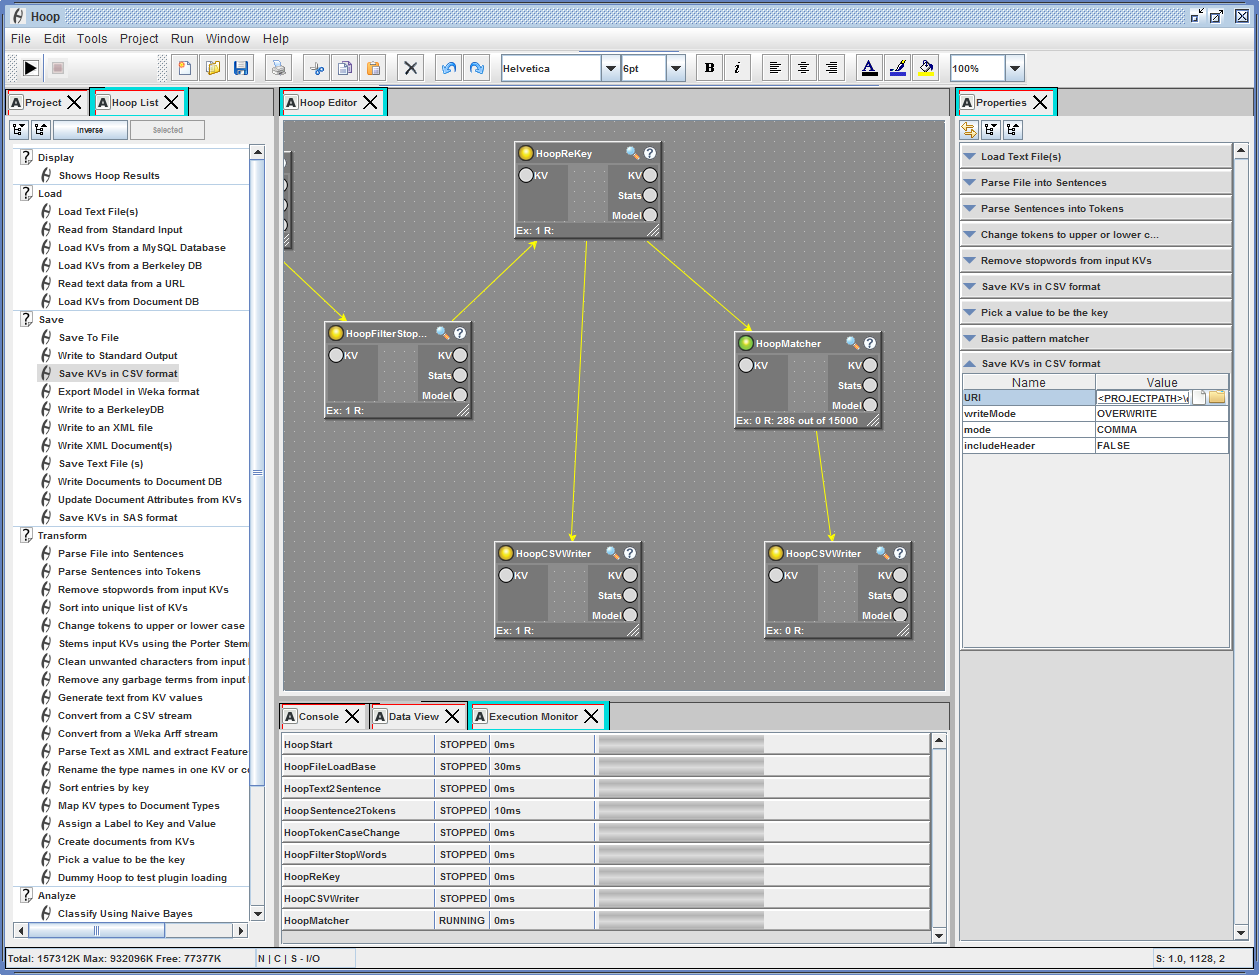 Hoop
File Edit Tools Project Run Window Help
Helvetica 6pt B i A 100%
A Project A Hoop List
Inverse Selected
? Display
Shows Hoop Results
? Load
Load Text File(s)
Read from Standard Input
Load KVs from a MySQL Database
Load KVs from a Berkeley DB
Read text data from a URL
Load KVs from Document DB
? Save
Save To File
Write to Standard Output
Save KVs in CSV format
Export Model in Weka format
Write to a BerkeleyDB
Write to an XML file
Write XML Document(s)
Save Text File (s)
Write Documents to Document DB
Update Document Attributes from KVs
Save KVs in SAS format
? Transform
Parse File into Sentences
Parse Sentences into Tokens
Remove stopwords from input KVs
Sort into unique list of KVs
Change tokens to upper or lower case
Stems input KVs using the Porter Stem
Clean unwanted characters from input
Remove any garbage terms from input
Generate text from KV values
Convert from a CSV stream
Convert from a Weka Arff stream
Parse Text as XML and extract Feature
Rename the type names in one KV or co
Sort entries by key
Map KV types to Document Types
Assign a Label to Key and Value
Create documents from KVs
Pick a value to be the key
Dummy Hoop to test plugin loading
? Analyze
Classify Using Naive Bayes
A Hoop Editor
HoopReKey ?
KV KV
Stats
Model
Ex: 1 R:
HoopFilterStop... ?
KV KV
Stats
Model
Ex: 1 R:
HoopMatcher ?
KV KV
Stats
Model
Ex: 0 R: 286 out of 15000
HoopCSVWriter ?
KV KV
Stats
Model
Ex: 1 R:
HoopCSVWriter ?
KV KV
Stats
Model
Ex: 0 R:
A Console A Data View A Execution Monitor
HoopStart STOPPED 0ms
HoopFileLoadBase STOPPED 30ms
HoopText2Sentence STOPPED 0ms
HoopSentence2Tokens STOPPED 10ms
HoopTokenCaseChange STOPPED 0ms
HoopFilterStopWords STOPPED 0ms
HoopReKey STOPPED 0ms
HoopCSVWriter STOPPED 0ms
HoopMatcher RUNNING 0ms
A Properties
Load Text File(s)
Parse File into Sentences
Parse Sentences into Tokens
Change tokens to upper or lower c...
Remove stopwords from input KVs
Save KVs in CSV format
Pick a value to be the key
Basic pattern matcher
Save KVs in CSV format
Name Value
URI <PROJECTPATH>
writeMode OVERWRITE
mode COMMA
includeHeader FALSE
Total: 157312K Max: 932096K Free: 77377K N | C | S - I/O S: 1.0, 1128, 2